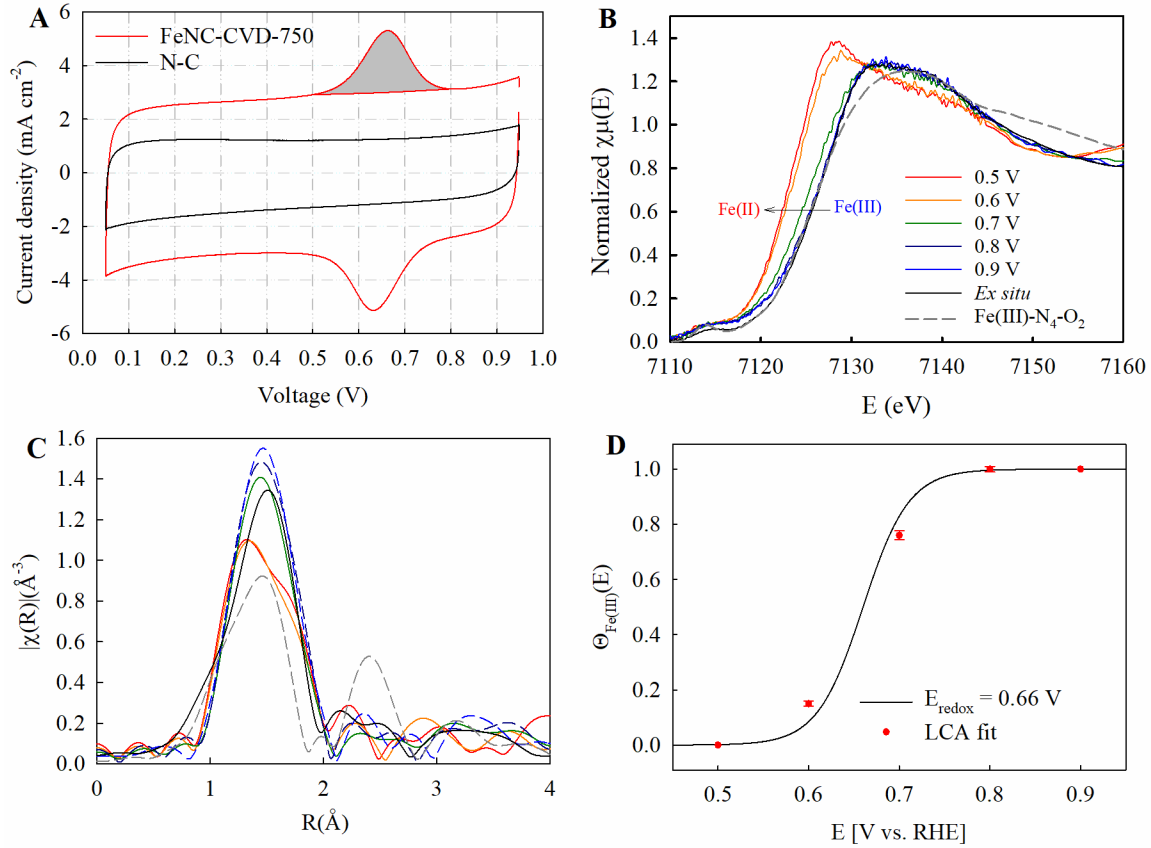 A
6
4
2
0
-2
-4
-6
Current density (mA cm⁻²)
FeNC-CVD-750
N-C
0.0 0.1 0.2 0.3 0.4 0.5 0.6 0.7 0.8 0.9 1.0
Voltage (V)
B
1.4
1.2
1.0
0.8
0.6
0.4
0.2
0.0
Normalized χμ(E)
Fe(II)
Fe(III)
0.5 V
0.6 V
0.7 V
0.8 V
0.9 V
Ex situ
Fe(III)-N₄-O₂
7110 7120 7130 7140 7150 7160
E (eV)
C
1.6
1.4
1.2
1.0
0.8
0.6
0.4
0.2
0.0
|χ(R)|(Å⁻³)
0 1 2 3 4
R(Å)
D
1.0
0.8
0.6
0.4
0.2
0.0
Θ_Fe(III)(E)
E_redox = 0.66 V
LCA fit
0.5 0.6 0.7 0.8 0.9
E [V vs. RHE]